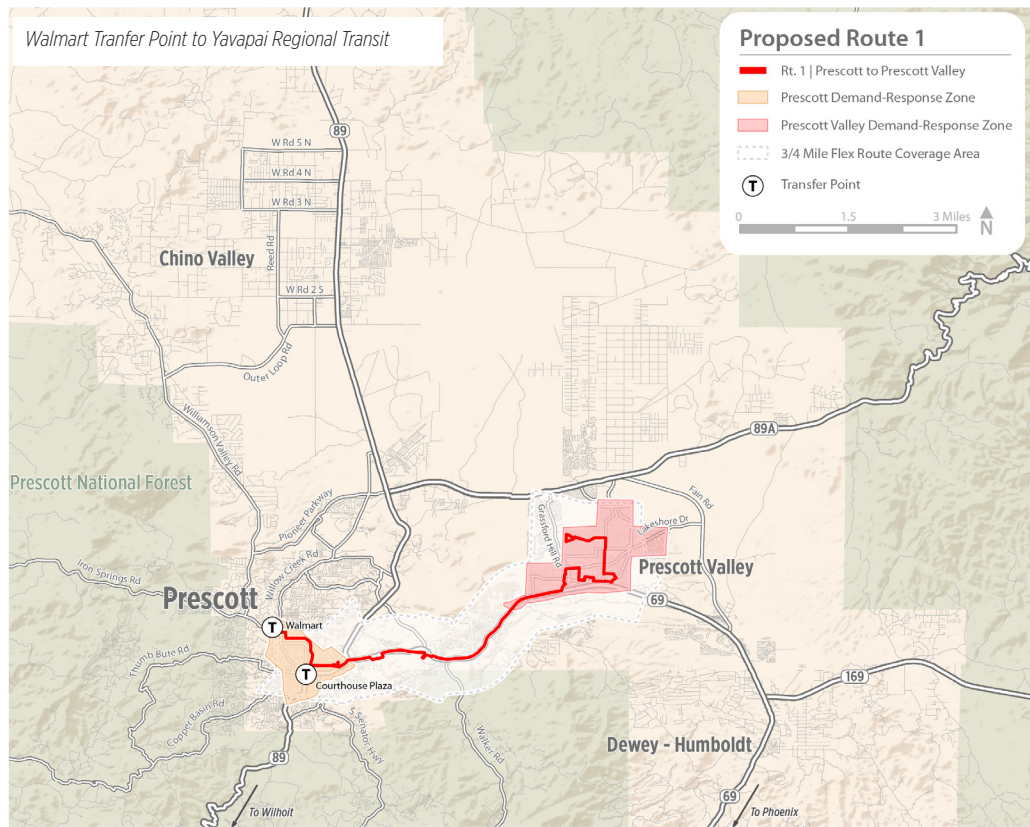 Walmart Tranfer Point to Yavapai Regional Transit
Proposed Route 1
Rt. 1 | Prescott to Prescott Valley
Prescott Demand-Response Zone
Prescott Valley Demand-Response Zone
3/4 Mile Flex Route Coverage Area
T Transfer Point
0 1.5 3 Miles
N
89
W Rd 5 N
W Rd 4 N
W Rd 3 N
Reed Rd
Chino Valley
W Rd 2 S
Outer Loop Rd
Williamson Valley Rd
89A
Prescott National Forest
Pioneer Parkway
Grassford Hill Rd
Fain Rd
Lakeshore Dr
Iron Springs Rd
Willow Creek Rd
Prescott Valley
Prescott
69
T Walmart
Thumb Bute Rd
T
Courthouse Plaza
169
Copper Basin Rd
S Senator Hwy
Walker Rd
Dewey - Humboldt
89
69
To Wilhoit
To Phoenix